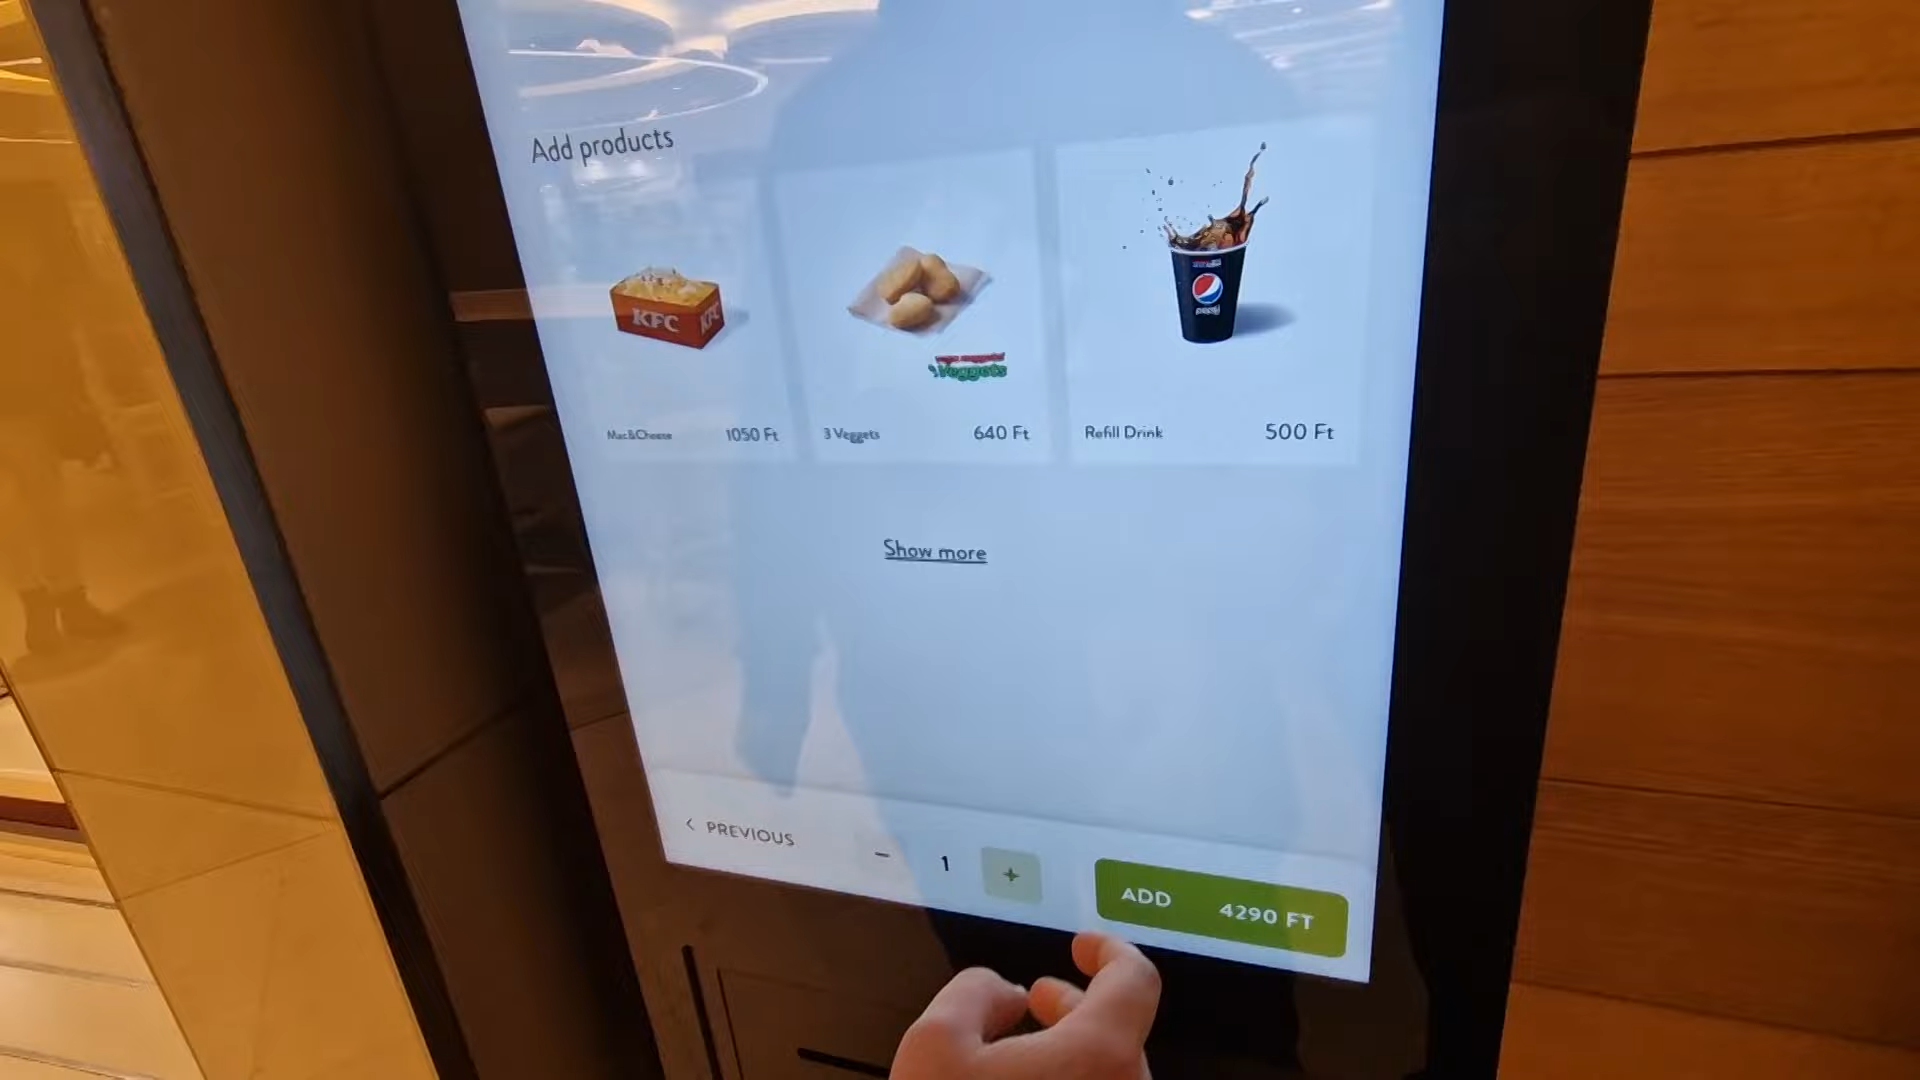 Add products
KFC KFC
Veggets
pepsi
Mac&Cheese 1050 Ft
3 Veggets 640 Ft
Refill Drink 500 Ft
Show more
< PREVIOUS
− 1 +
ADD 4290 FT